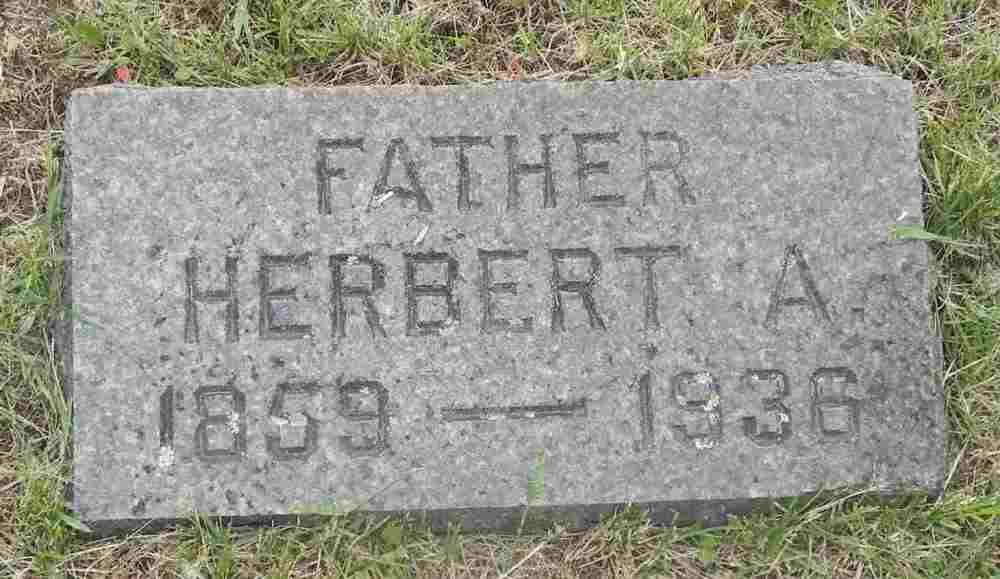 FATHER
HERBERT A.
1859 — 1936